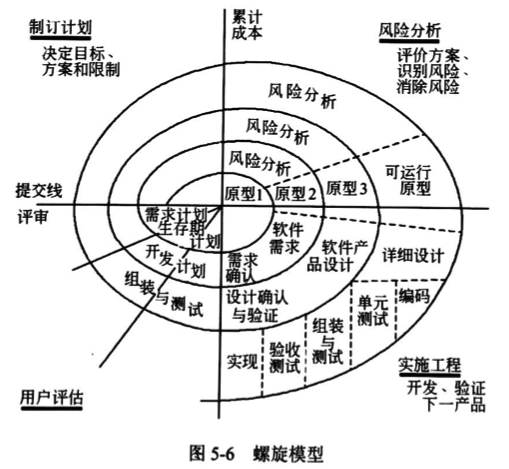 制订计划
决定目标、
方案和限制
累计
成本
风险分析
评价方案、
识别风险、
消除风险
风险分析
风险分析
风险分析
可运行
原型
原型1
原型2
原型3
提交线
评审
需求计划
生存期
计划
开发计划
组装与测试
软件
需求
需求
确认
软件产
品设计
详细设计
设计确认
与验证
实现
验收
测试
组装
与
测试
单元
测试
编码
用户评估
实施工程
开发、验证
下一产品
图 5-6 螺旋模型